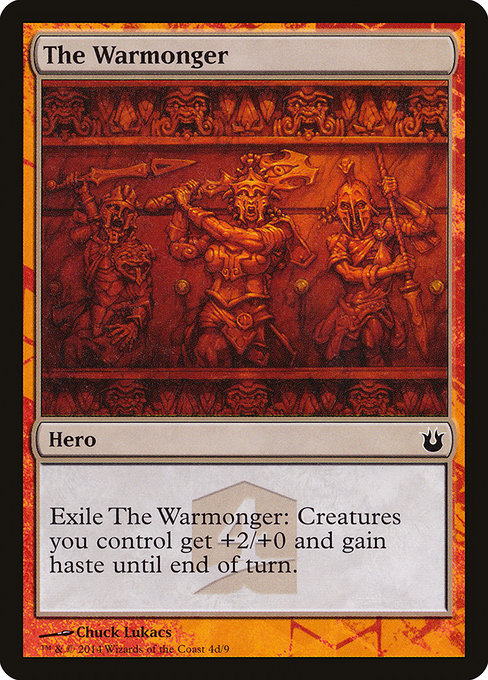 The Warmonger
Hero
4
Exile The Warmonger: Creatures
you control get +2/+0 and gain
haste until end of turn.
Chuck Lukacs
™ & © 2014 Wizards of the Coast 4d/9